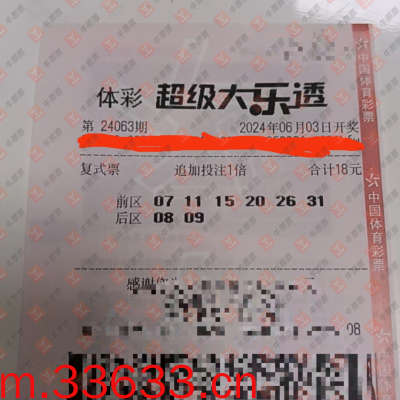 体彩 超级大乐透
第 24063期 2024年06月03日开奖
复式票 追加投注1倍 合计18元
前区 07 11 15 20 26 31
后区 08 09
感谢
08
中国体育彩票
中国体育彩票
m.33633.cn